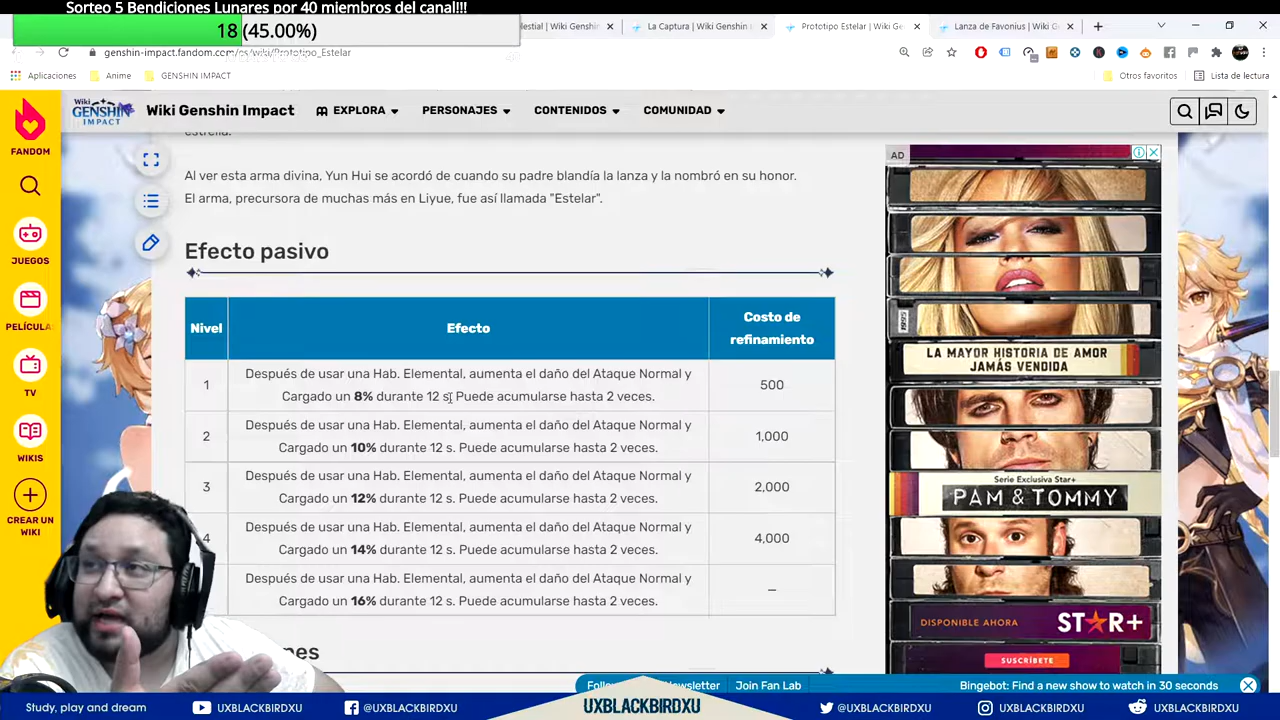 Sorteo 5 Bendiciones Lunares por 40 miembros del canal!!!
18 (45.00%)
elestial | Wiki Genshin
La Captura | Wiki Genshin I
Prototipo Estelar | Wiki Ge
Lanza de Favonius | Wiki G
genshin-impact.fandom.com/es/wiki/Prototipo_Estelar
Aplicaciones
Anime
GENSHIN IMPACT
Otros favoritos
Lista de lectura
Wiki
GENSHIN
IMPACT
Wiki Genshin Impact
EXPLORA
PERSONAJES
CONTENIDOS
COMUNIDAD
FANDOM
JUEGOS
PELÍCULA
TV
WIKIS
CREAR UN
WIKI
estrella.
Al ver esta arma divina, Yun Hui se acordó de cuando su padre blandía la lanza y la nombró en su honor.
El arma, precursora de muchas más en Liyue, fue así llamada "Estelar".
Efecto pasivo
Nivel
Efecto
Costo de
refinamiento
1
Después de usar una Hab. Elemental, aumenta el daño del Ataque Normal y
Cargado un 8% durante 12 s. Puede acumularse hasta 2 veces.
500
2
Después de usar una Hab. Elemental, aumenta el daño del Ataque Normal y
Cargado un 10% durante 12 s. Puede acumularse hasta 2 veces.
1,000
3
Después de usar una Hab. Elemental, aumenta el daño del Ataque Normal y
Cargado un 12% durante 12 s. Puede acumularse hasta 2 veces.
2,000
4
Después de usar una Hab. Elemental, aumenta el daño del Ataque Normal y
Cargado un 14% durante 12 s. Puede acumularse hasta 2 veces.
4,000
Después de usar una Hab. Elemental, aumenta el daño del Ataque Normal y
Cargado un 16% durante 12 s. Puede acumularse hasta 2 veces.
—
nes
AD
LA MAYOR HISTORIA DE AMOR
JAMÁS VENDIDA
Serie Exclusiva Star+
PAM & TOMMY
DISPONIBLE AHORA
STAR+
SUSCRÍBETE
Follo
Newsletter
Join Fan Lab
Bingebot: Find a new show to watch in 30 seconds
Study, play and dream
UXBLACKBIRDXU
@UXBLACKBIRDXU
UXBLACKBIRDXU
@UXBLACKBIRDXU
UXBLACKBIRDXU
UXBLACKBIRDXU